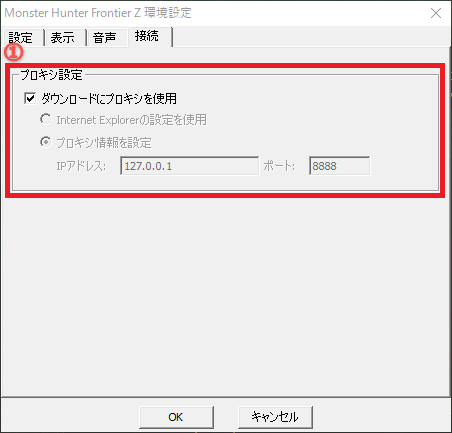 Monster Hunter Frontier Z 環境設定
設定 表示 音声 接続
①
プロキシ設定
ダウンロードにプロキシを使用
Internet Explorerの設定を使用
プロキシ情報を設定
IPアドレス: 127.0.0.1 ポート: 8888
OK キャンセル